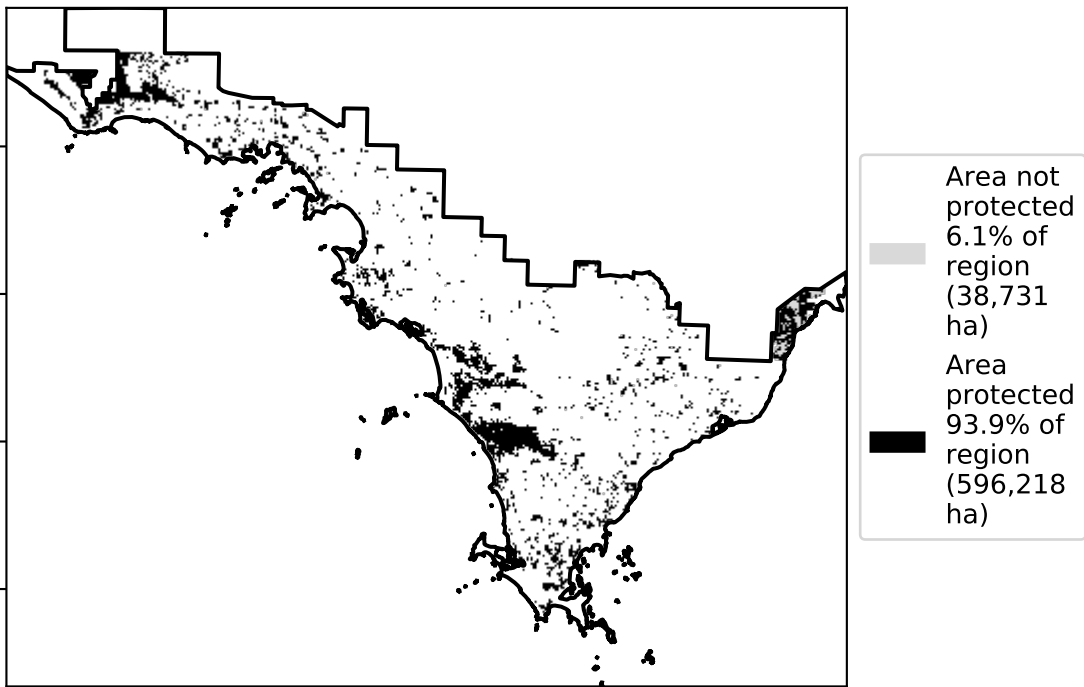 Area not
protected
6.1% of
region
(38,731
ha)
Area
protected
93.9% of
region
(596,218
ha)